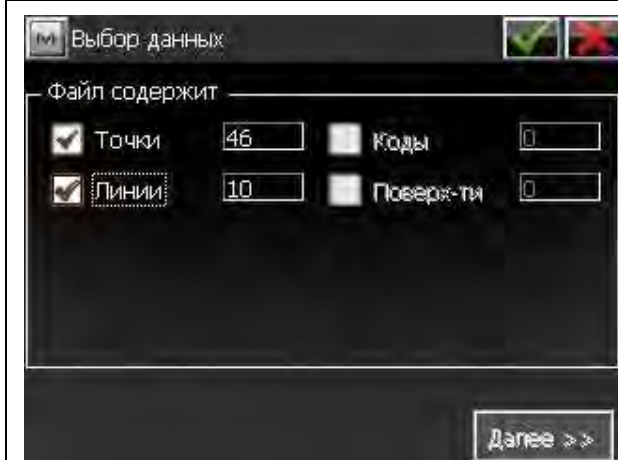 Выбор данных
Файл содержит
Точки 46 Коды 0
Линии 10 Поверх-ти 0
Далее >>